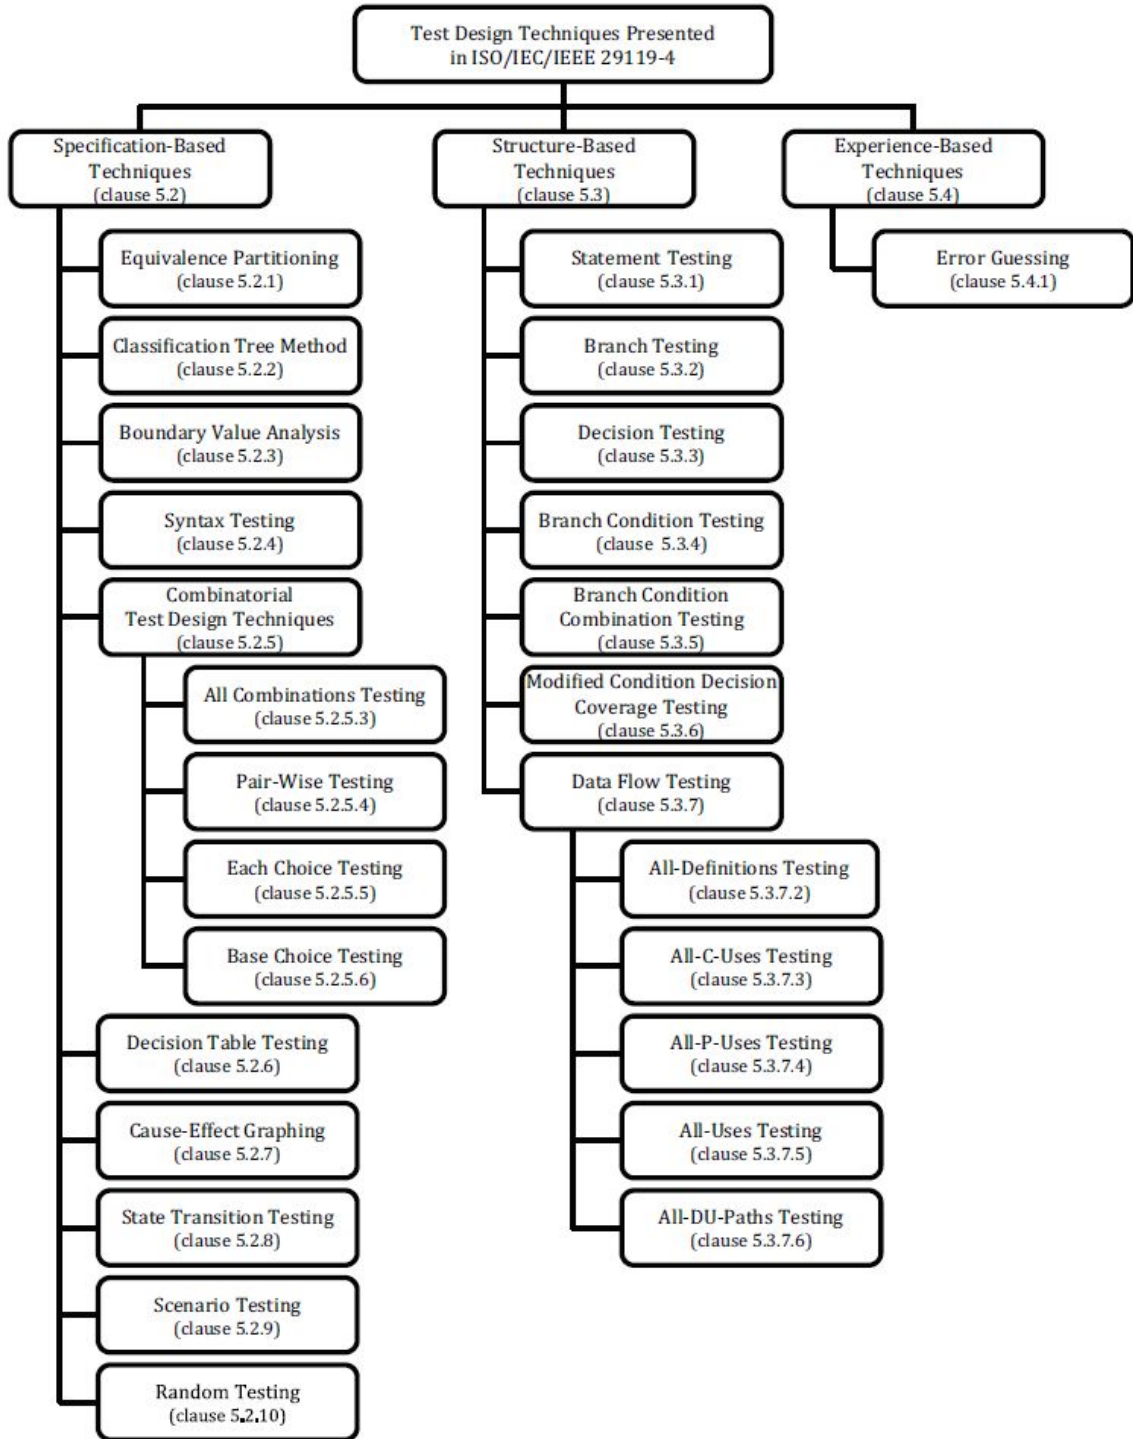 Test Design Techniques Presented
in ISO/IEC/IEEE 29119-4
Specification-Based
Techniques
(clause 5.2)
Equivalence Partitioning
(clause 5.2.1)
Classification Tree Method
(clause 5.2.2)
Boundary Value Analysis
(clause 5.2.3)
Syntax Testing
(clause 5.2.4)
Combinatorial
Test Design Techniques
(clause 5.2.5)
All Combinations Testing
(clause 5.2.5.3)
Pair-Wise Testing
(clause 5.2.5.4)
Each Choice Testing
(clause 5.2.5.5)
Base Choice Testing
(clause 5.2.5.6)
Decision Table Testing
(clause 5.2.6)
Cause-Effect Graphing
(clause 5.2.7)
State Transition Testing
(clause 5.2.8)
Scenario Testing
(clause 5.2.9)
Random Testing
(clause 5.2.10)
Structure-Based
Techniques
(clause 5.3)
Statement Testing
(clause 5.3.1)
Branch Testing
(clause 5.3.2)
Decision Testing
(clause 5.3.3)
Branch Condition Testing
(clause 5.3.4)
Branch Condition
Combination Testing
(clause 5.3.5)
Modified Condition Decision
Coverage Testing
(clause 5.3.6)
Data Flow Testing
(clause 5.3.7)
All-Definitions Testing
(clause 5.3.7.2)
All-C-Uses Testing
(clause 5.3.7.3)
All-P-Uses Testing
(clause 5.3.7.4)
All-Uses Testing
(clause 5.3.7.5)
All-DU-Paths Testing
(clause 5.3.7.6)
Experience-Based
Techniques
(clause 5.4)
Error Guessing
(clause 5.4.1)